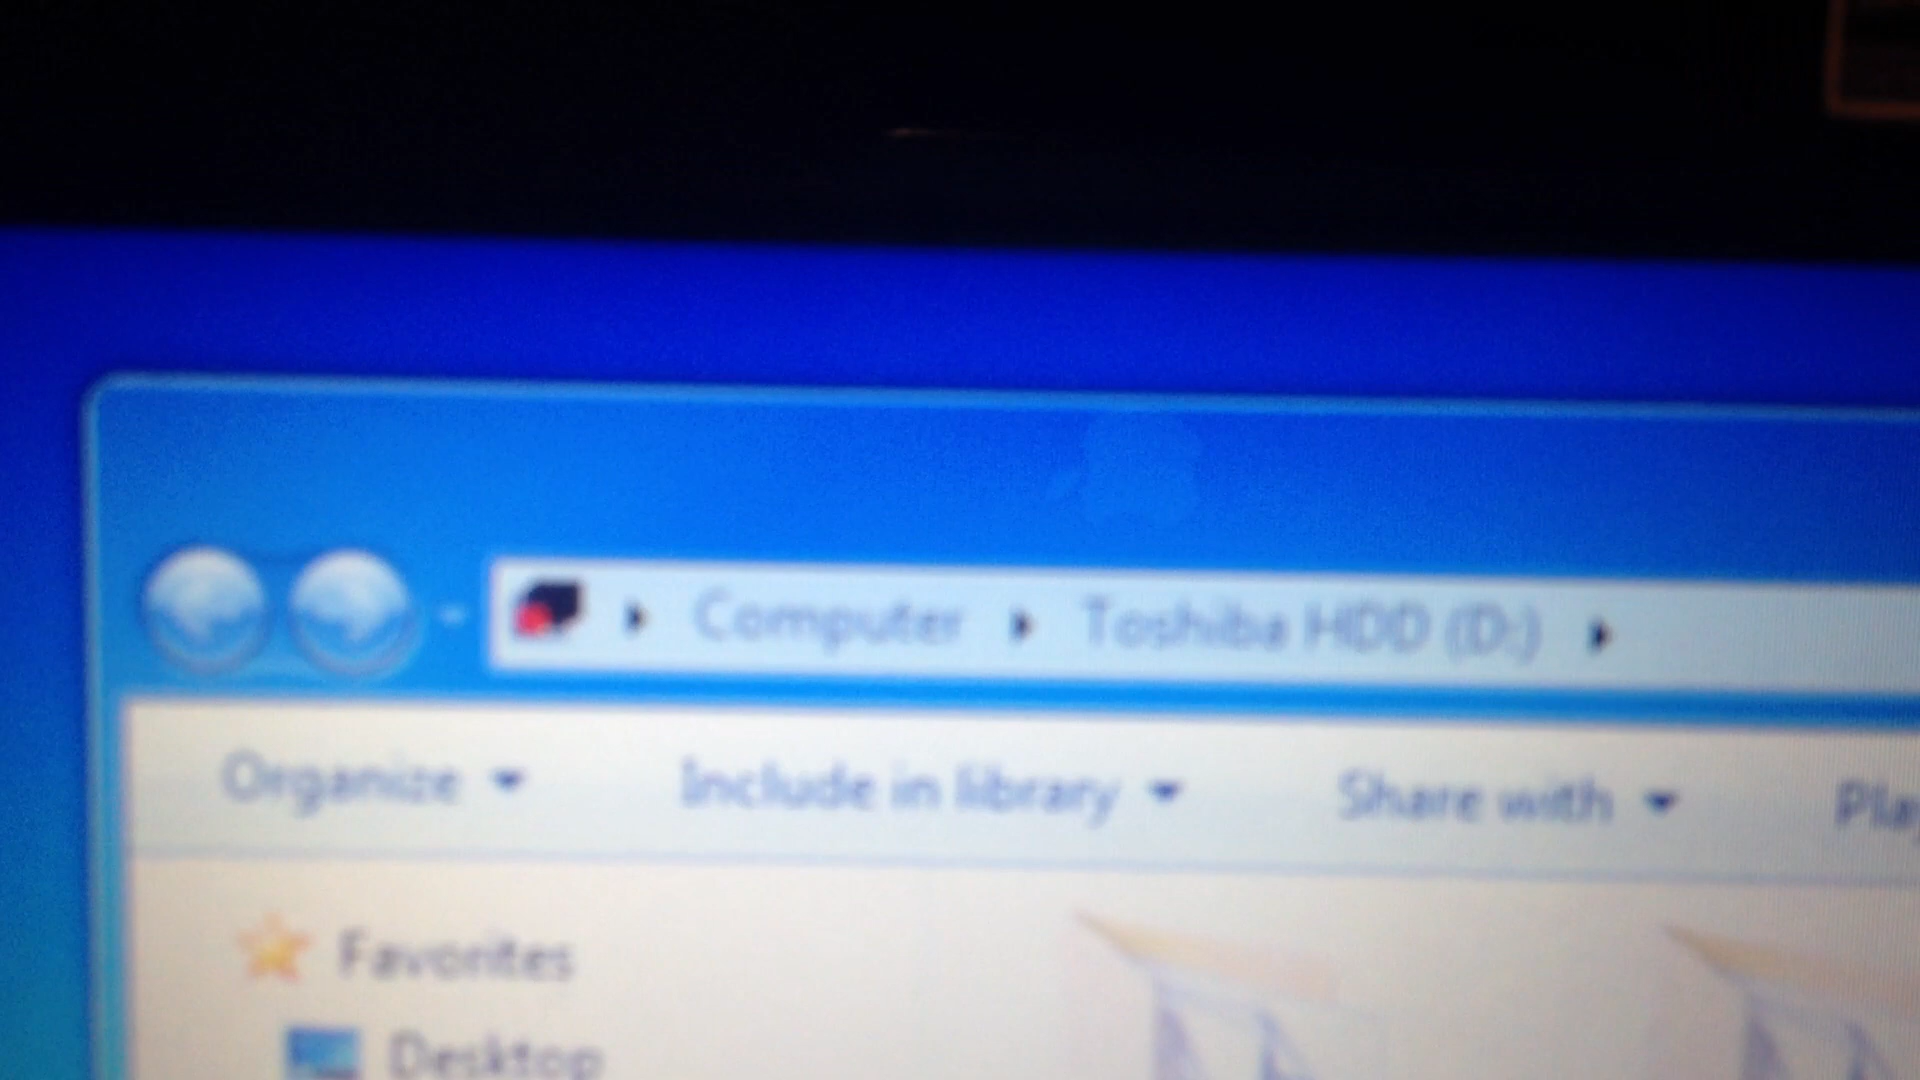 Computer Toshiba HDD (D:)
Organize Include in library Share with
Favorites
Desktop